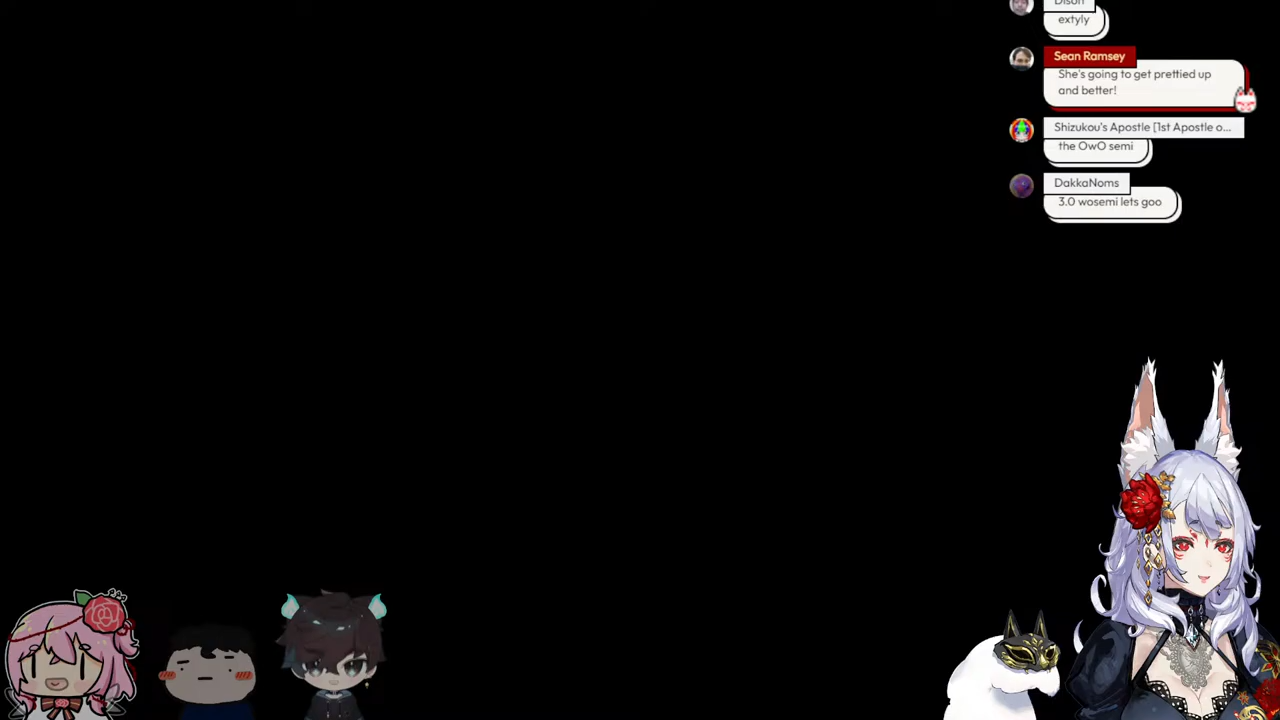 Dison
extyly
Sean Ramsey
She's going to get prettied up
and better!
Shizukou's Apostle [1st Apostle o...
the OwO semi
DakkaNoms
3.0 wosemi lets goo